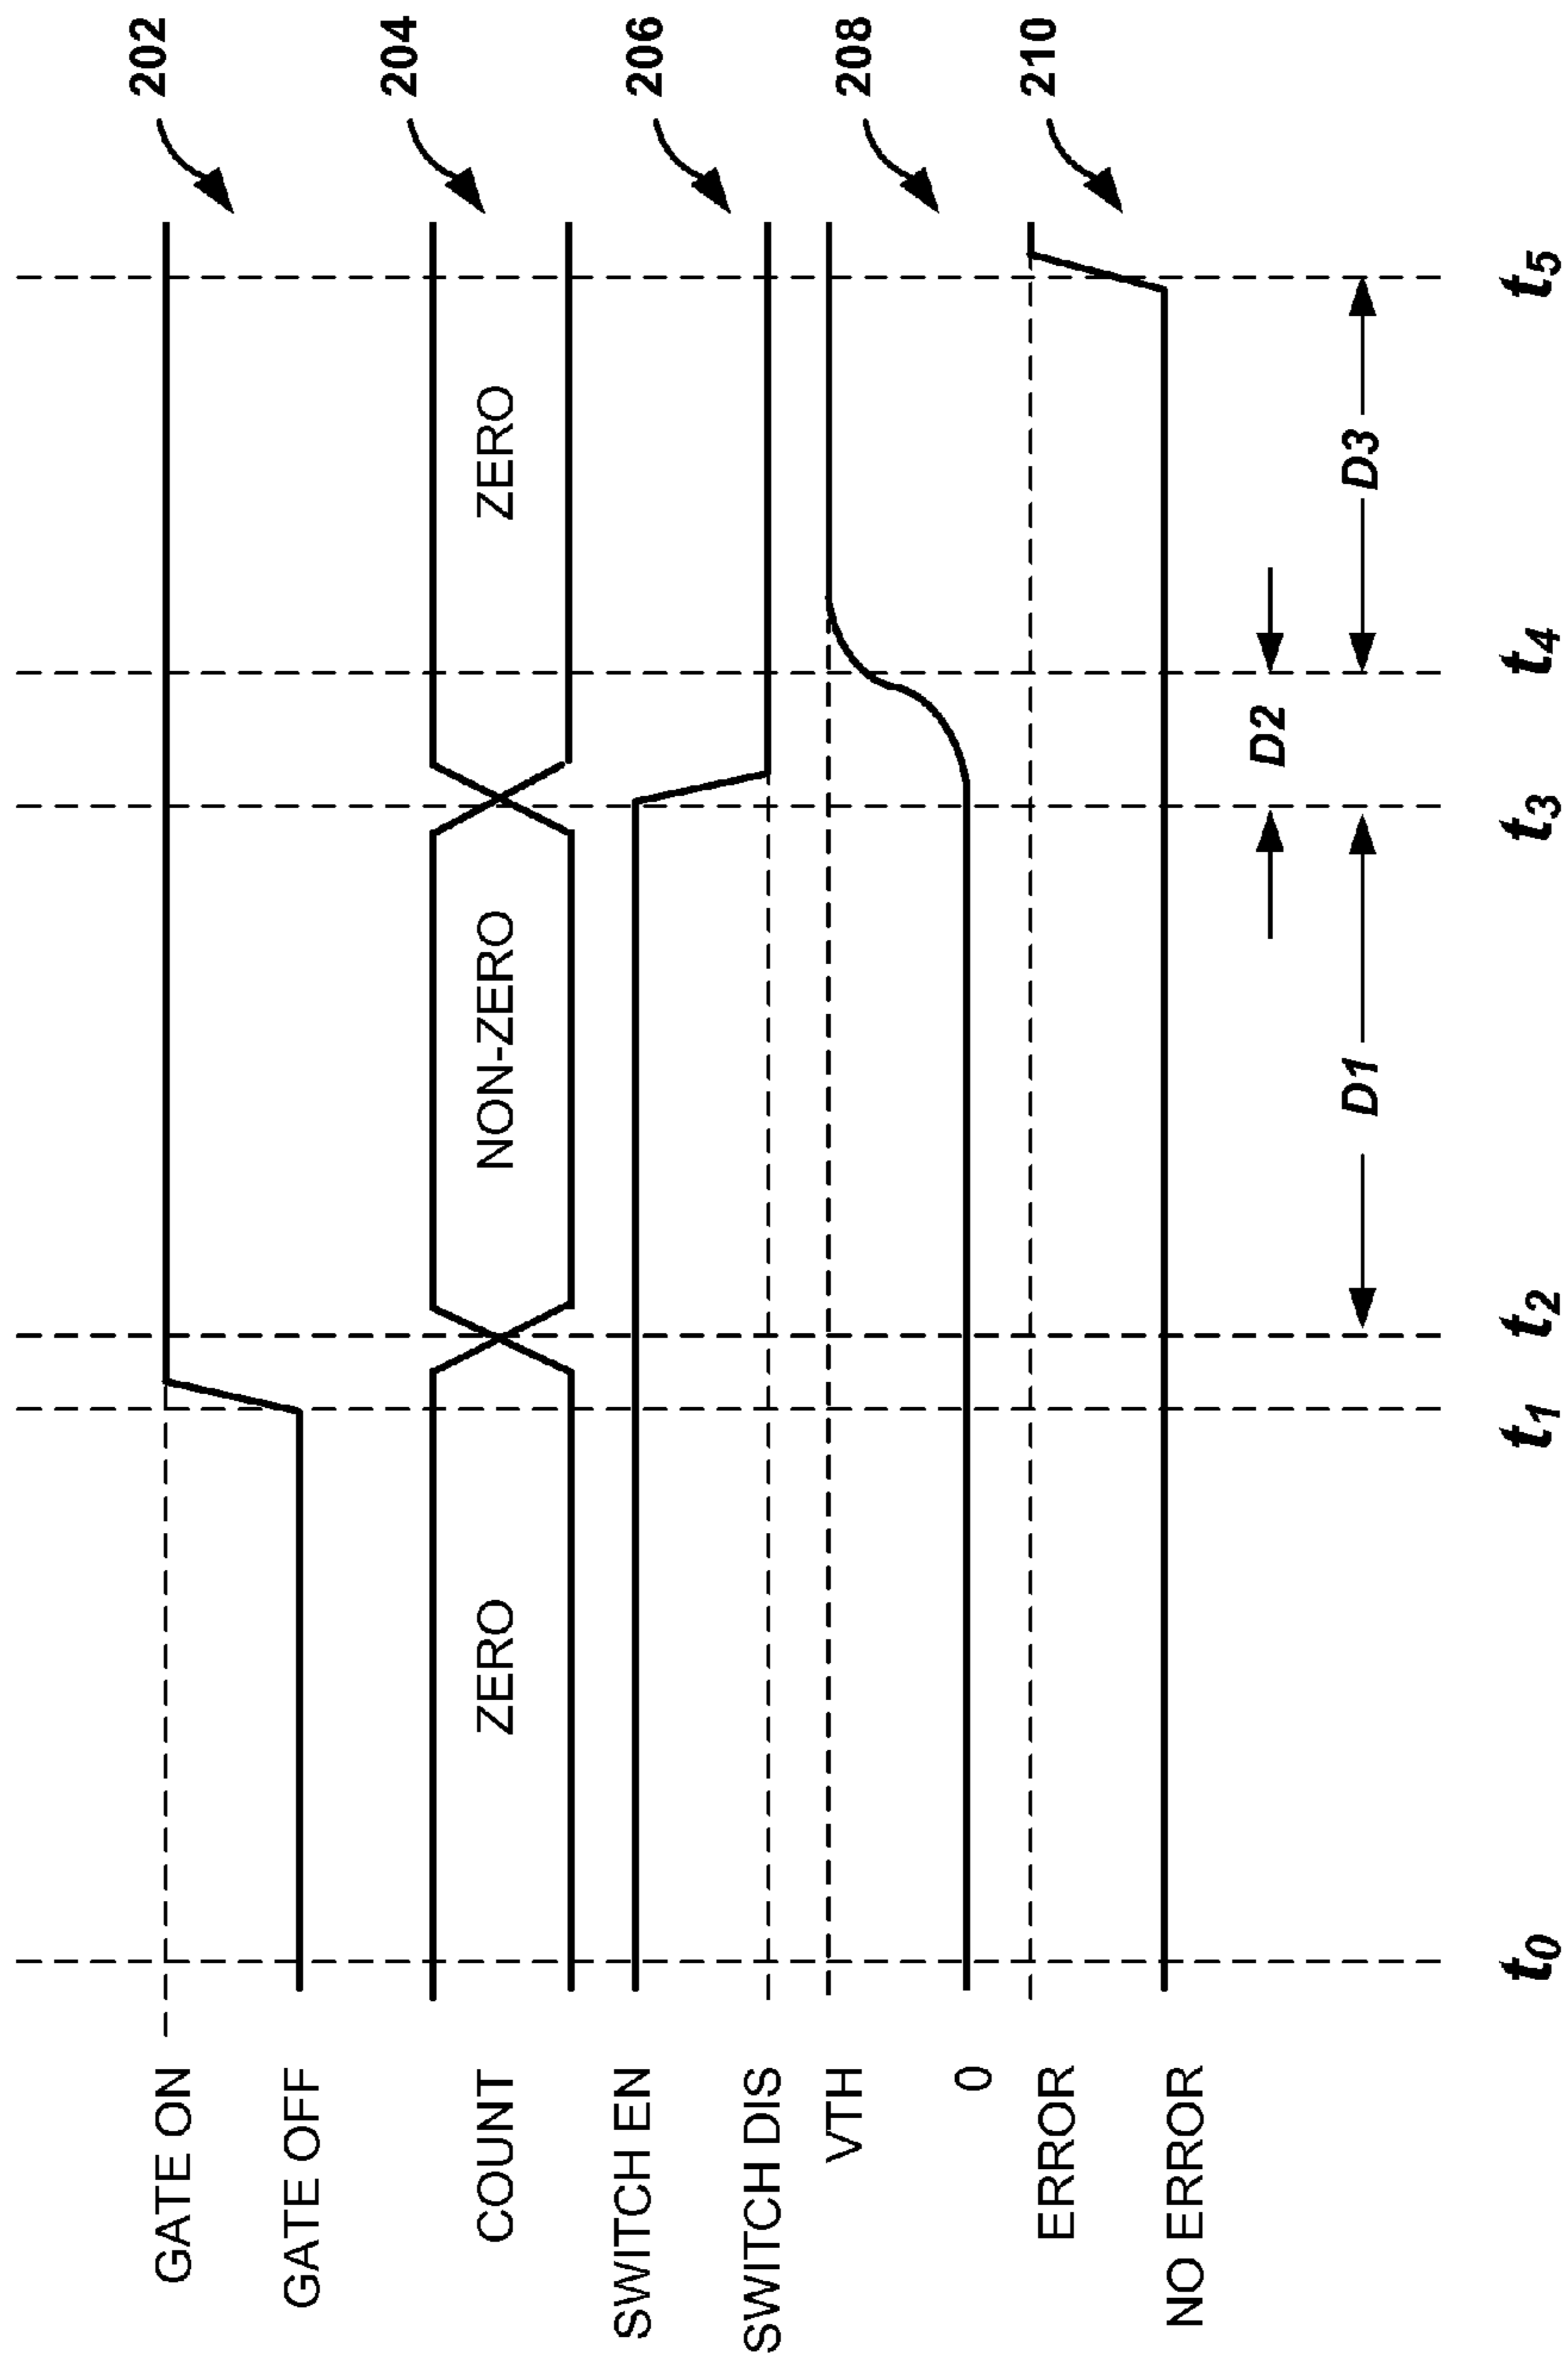 GATE ON
202
GATE OFF
COUNT
ZERO
NON-ZERO
ZERO
204
SWITCH EN
206
SWITCH DIS
VTH
208
0
ERROR
210
NO ERROR
D2
D1
D3
t0
t1
t2
t3
t4
t5